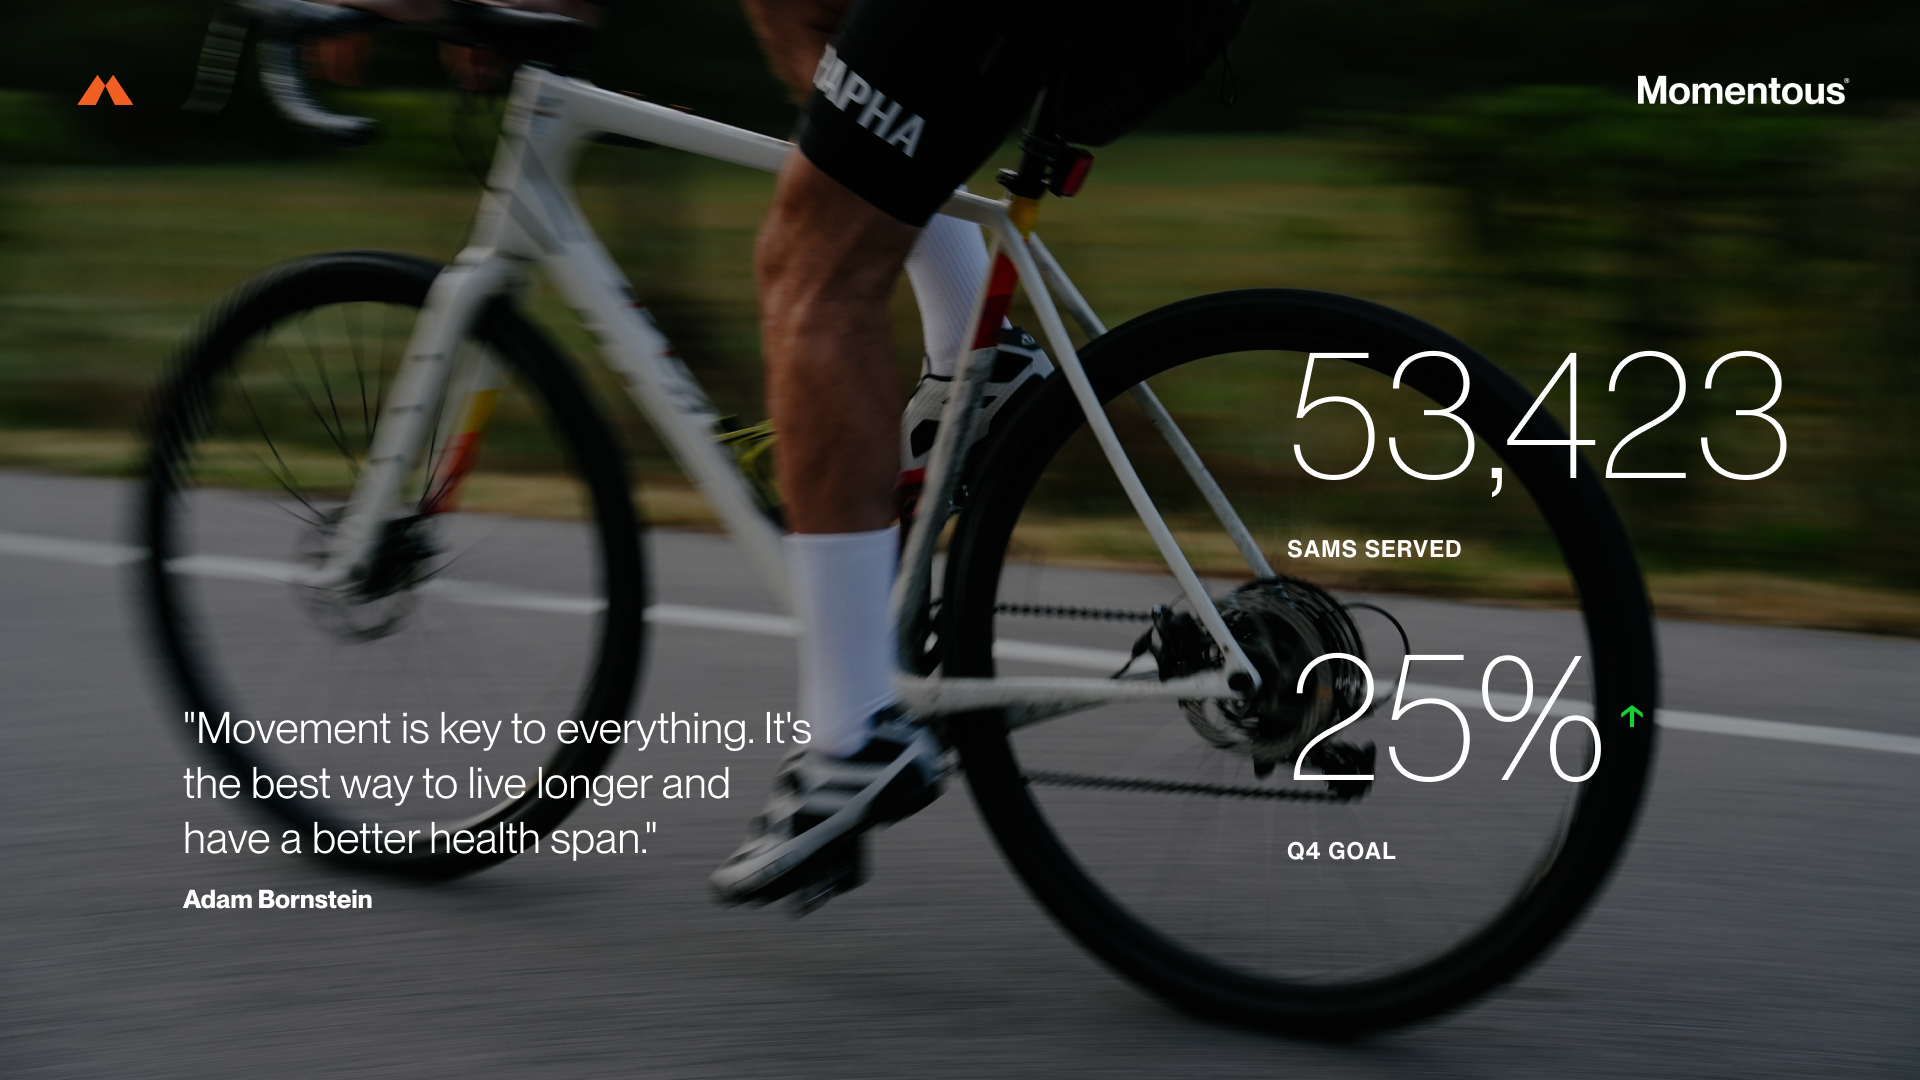 Momentous®
RAPHA
53,423
SAMS SERVED
25%
"Movement is key to everything. It's
the best way to live longer and
have a better health span."
Adam Bornstein
Q4 GOAL